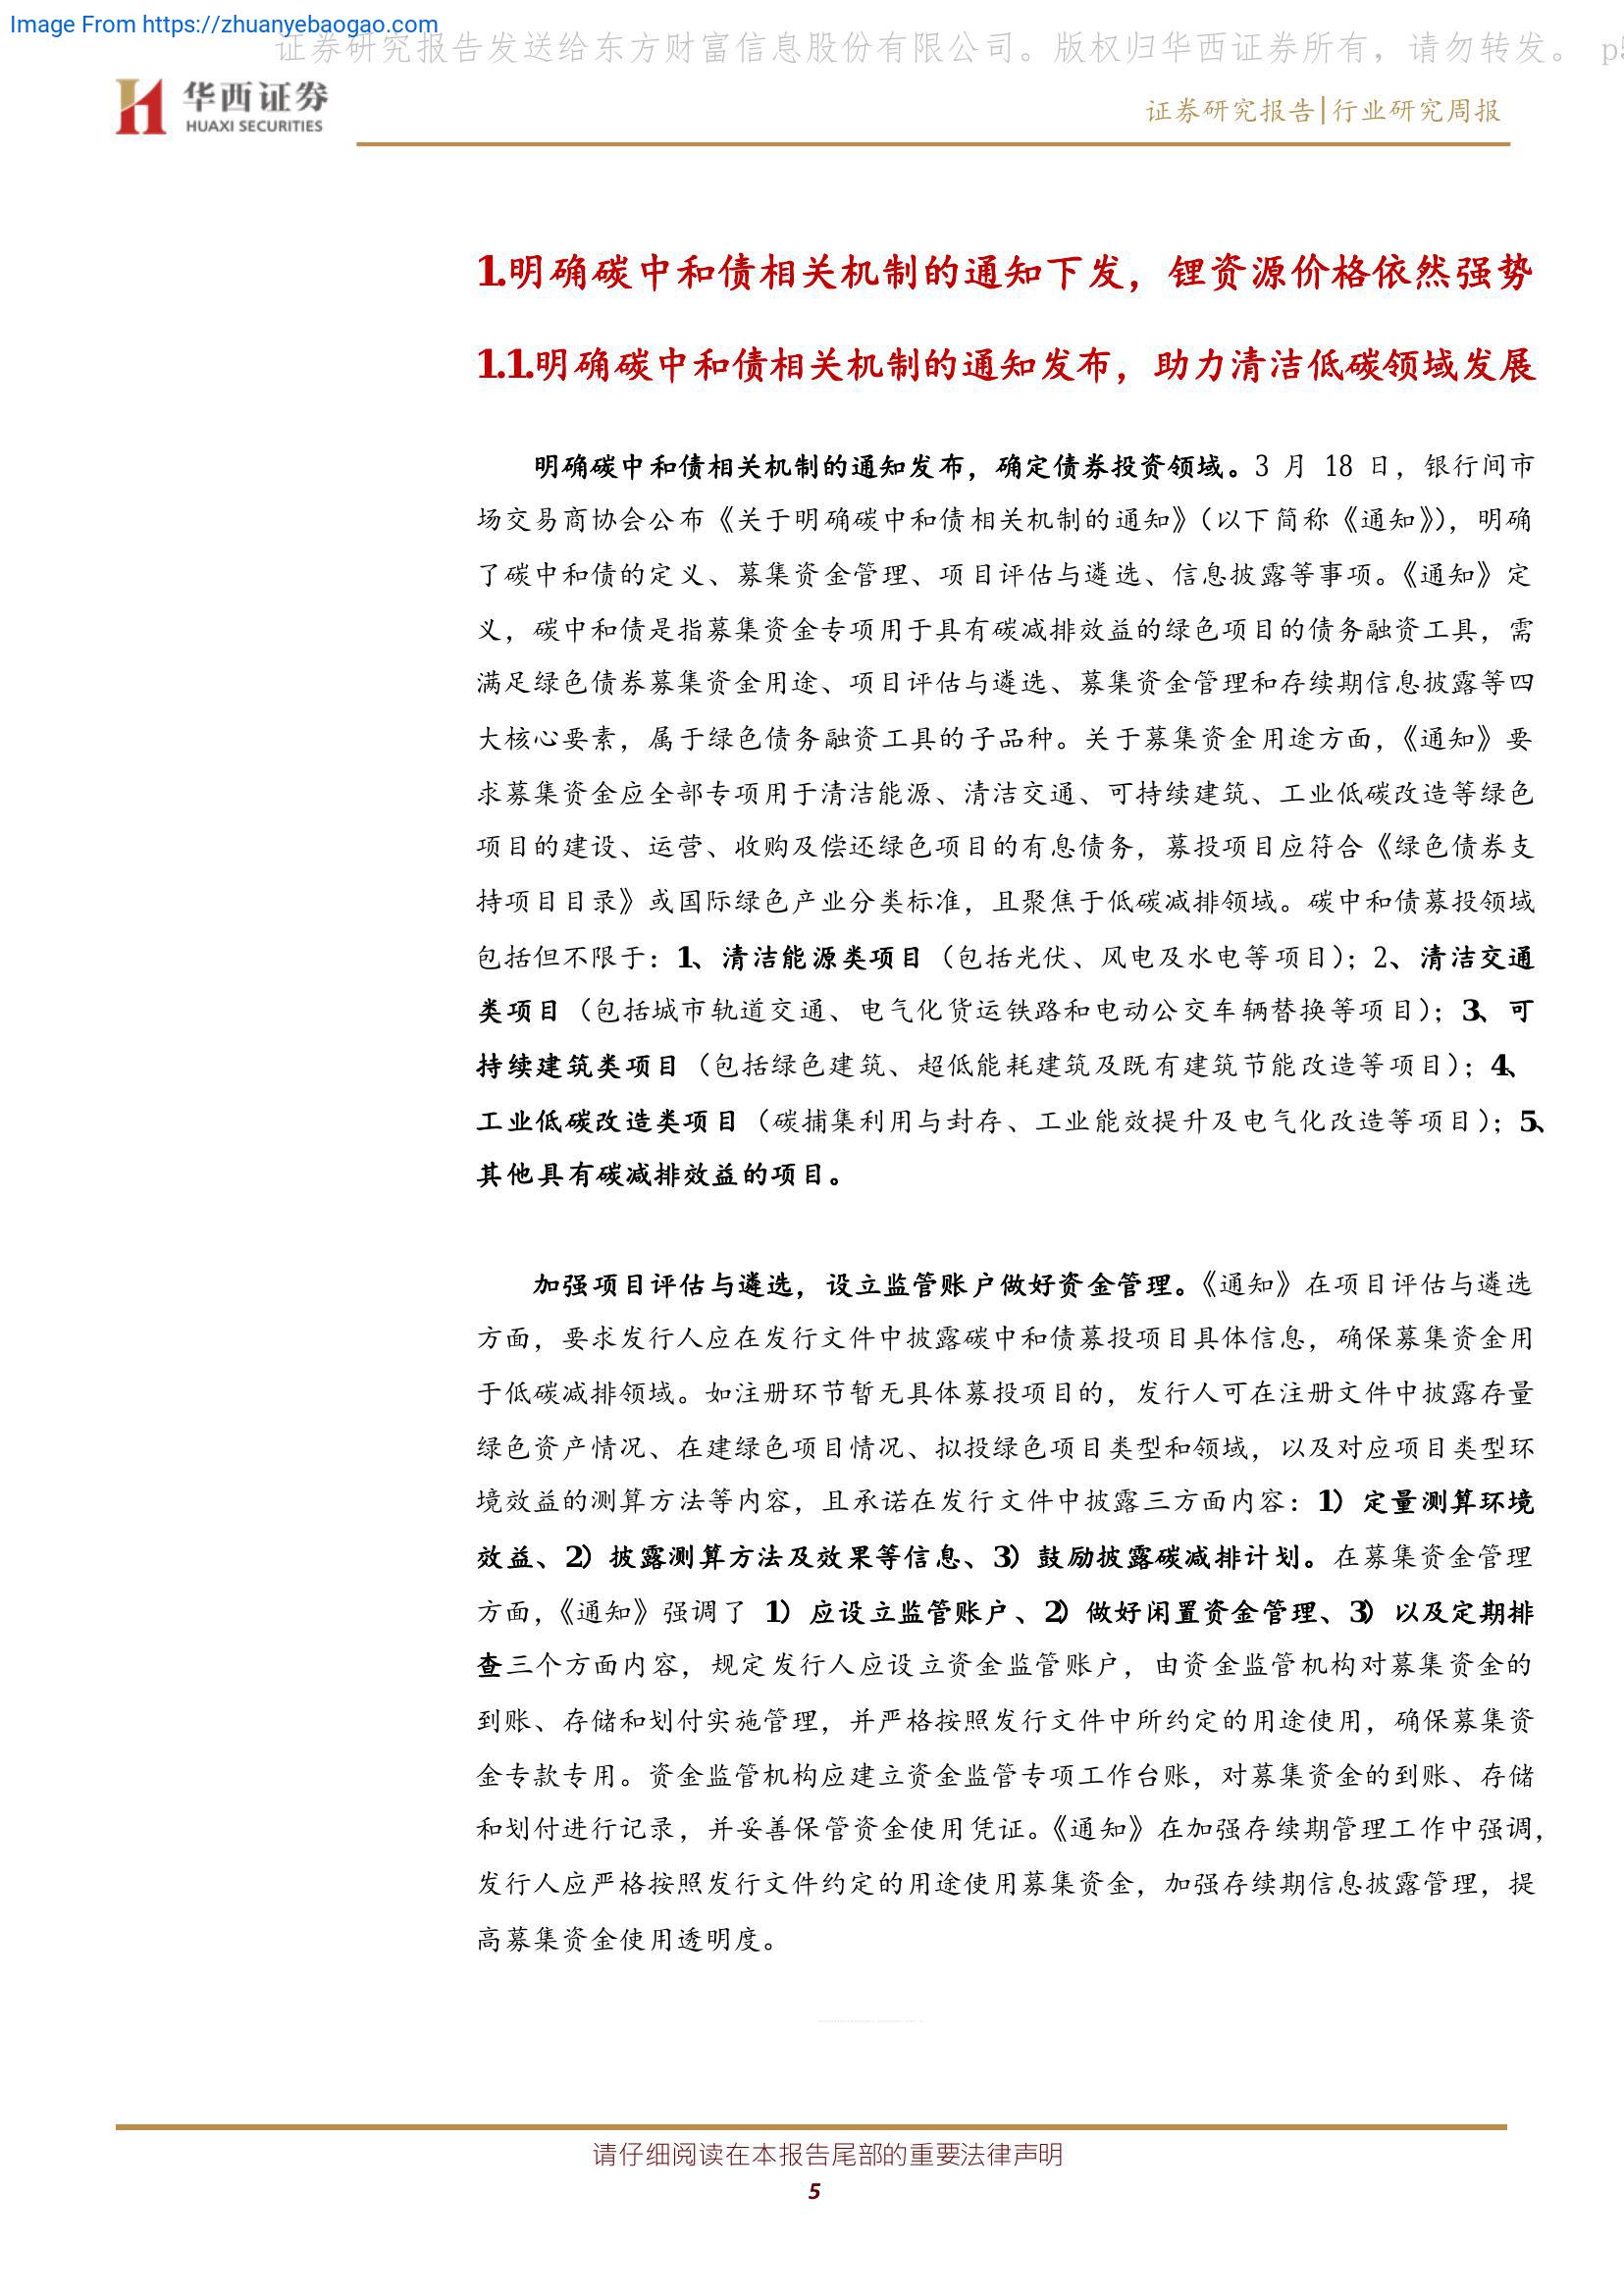 Image From https://zhuanyebaogao.com
证券研究报告发送给东方财富信息股份有限公司。版权归华西证券所有，请勿转发。 p5
华西证券
HUAXI SECURITIES
证券研究报告|行业研究周报
1.明确碳中和债相关机制的通知下发，锂资源价格依然强势
1.1.明确碳中和债相关机制的通知发布，助力清洁低碳领域发展
明确碳中和债相关机制的通知发布，确定债券投资领域。3 月 18 日，银行间市
场交易商协会公布《关于明确碳中和债相关机制的通知》（以下简称《通知》），明确
了碳中和债的定义、募集资金管理、项目评估与遴选、信息披露等事项。《通知》定
义，碳中和债是指募集资金专项用于具有碳减排效益的绿色项目的债务融资工具，需
满足绿色债券募集资金用途、项目评估与遴选、募集资金管理和存续期信息披露等四
大核心要素，属于绿色债务融资工具的子品种。关于募集资金用途方面，《通知》要
求募集资金应全部专项用于清洁能源、清洁交通、可持续建筑、工业低碳改造等绿色
项目的建设、运营、收购及偿还绿色项目的有息债务，募投项目应符合《绿色债券支
持项目目录》或国际绿色产业分类标准，且聚焦于低碳减排领域。碳中和债募投领域
包括但不限于：1、清洁能源类项目（包括光伏、风电及水电等项目）；2、清洁交通
类项目（包括城市轨道交通、电气化货运铁路和电动公交车辆替换等项目）；3、可
持续建筑类项目（包括绿色建筑、超低能耗建筑及既有建筑节能改造等项目）；4、
工业低碳改造类项目（碳捕集利用与封存、工业能效提升及电气化改造等项目）；5、
其他具有碳减排效益的项目。
加强项目评估与遴选，设立监管账户做好资金管理。《通知》在项目评估与遴选
方面，要求发行人应在发行文件中披露碳中和债募投项目具体信息，确保募集资金用
于低碳减排领域。如注册环节暂无具体募投项目的，发行人可在注册文件中披露存量
绿色资产情况、在建绿色项目情况、拟投绿色项目类型和领域，以及对应项目类型环
境效益的测算方法等内容，且承诺在发行文件中披露三方面内容：1）定量测算环境
效益、2）披露测算方法及效果等信息、3）鼓励披露碳减排计划。在募集资金管理
方面，《通知》强调了 1）应设立监管账户、2）做好闲置资金管理、3）以及定期排
查三个方面内容，规定发行人应设立资金监管账户，由资金监管机构对募集资金的
到账、存储和划付实施管理，并严格按照发行文件中所约定的用途使用，确保募集资
金专款专用。资金监管机构应建立资金监管专项工作台账，对募集资金的到账、存储
和划付进行记录，并妥善保管资金使用凭证。《通知》在加强存续期管理工作中强调，
发行人应严格按照发行文件约定的用途使用募集资金，加强存续期信息披露管理，提
高募集资金使用透明度。
请仔细阅读在本报告尾部的重要法律声明
5